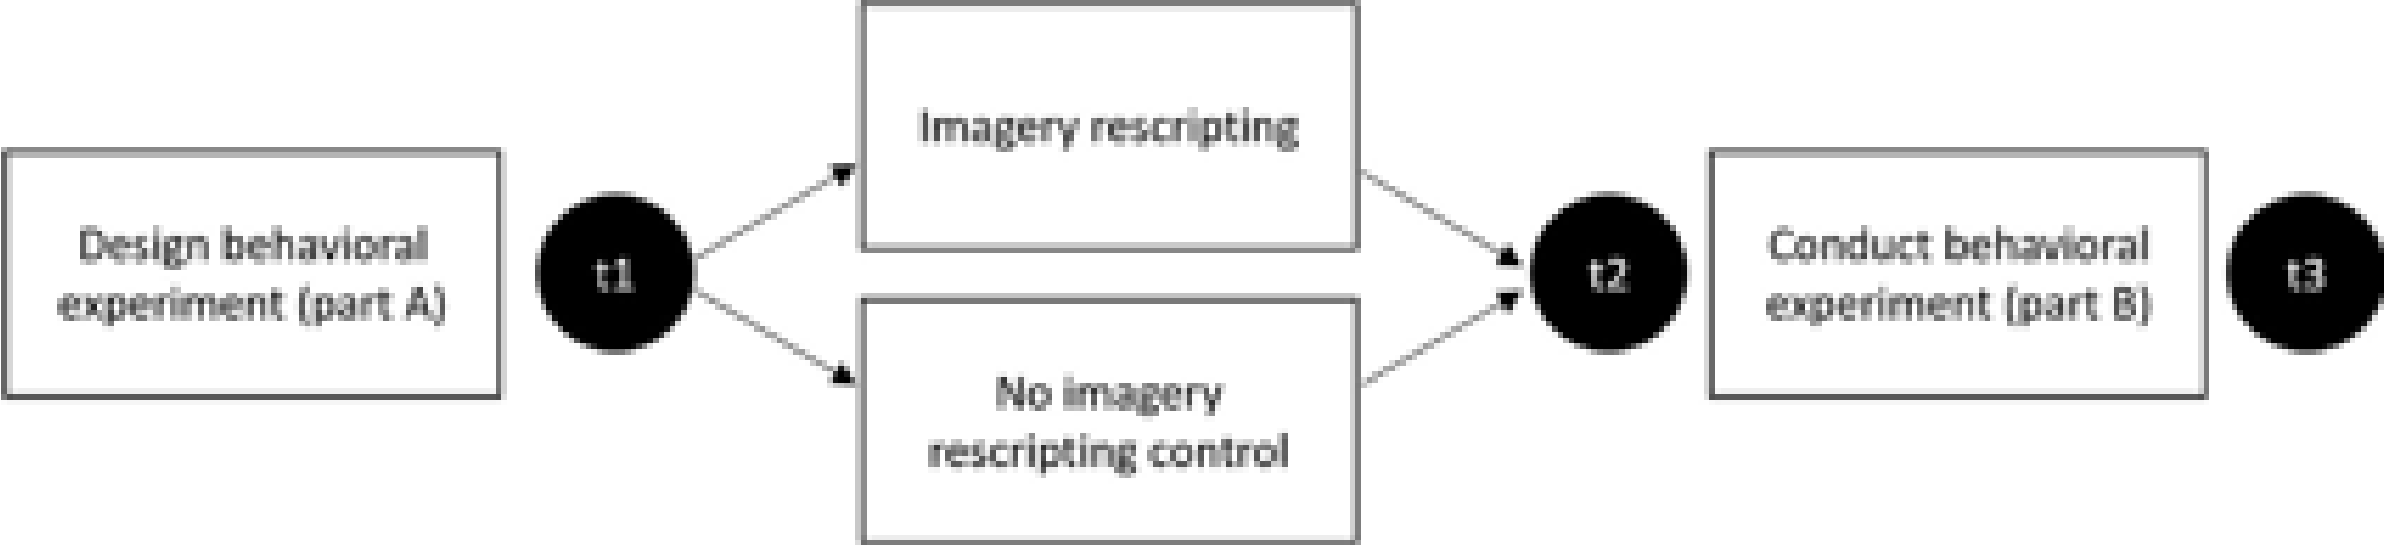 Design behavioral
experiment (part A)
t1
Imagery rescripting
No imagery
rescripting control
t2
Conduct behavioral
experiment (part B)
t3